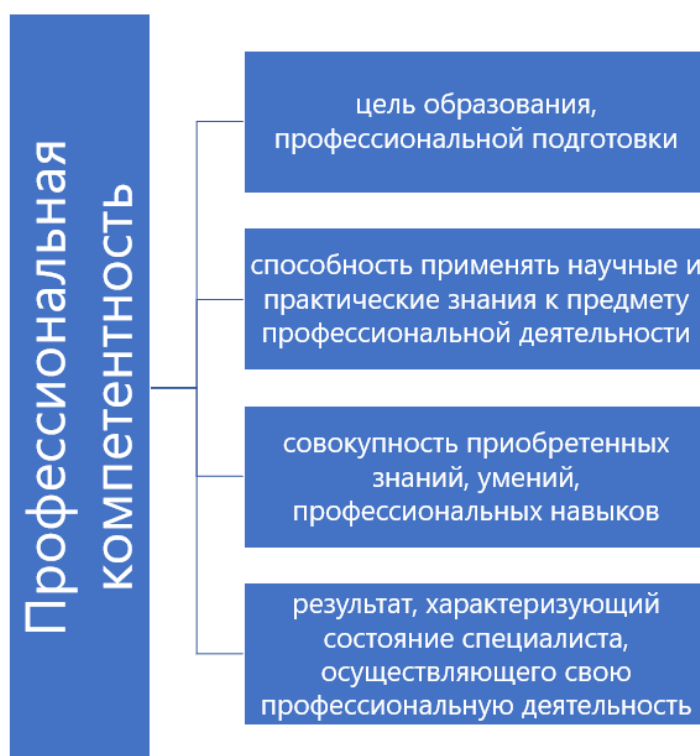 Профессиональная
компетентность
цель образования,
профессиональной подготовки
способность применять научные и
практические знания к предмету
профессиональной деятельности
совокупность приобретенных
знаний, умений,
профессиональных навыков
результат, характеризующий
состояние специалиста,
осуществляющего свою
профессиональную деятельность